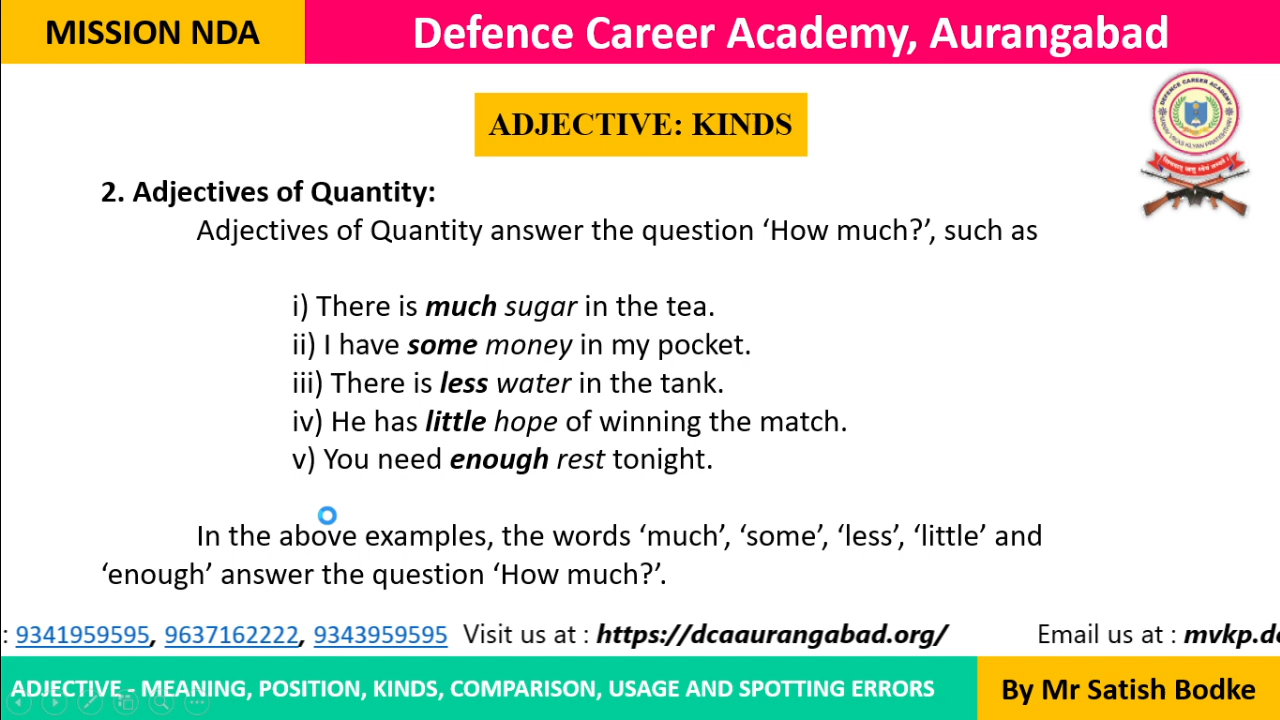 MISSION NDA
Defence Career Academy, Aurangabad
ADJECTIVE: KINDS
DEFENCE CAREER ACADEMY
2. Adjectives of Quantity:
Adjectives of Quantity answer the question ‘How much?’, such as
i) There is much sugar in the tea.
ii) I have some money in my pocket.
iii) There is less water in the tank.
iv) He has little hope of winning the match.
v) You need enough rest tonight.
In the above examples, the words ‘much’, ‘some’, ‘less’, ‘little’ and
‘enough’ answer the question ‘How much?’.
: 9341959595, 9637162222, 9343959595 Visit us at : https://dcaaurangabad.org/ Email us at : mvkp.d
ADJECTIVE - MEANING, POSITION, KINDS, COMPARISON, USAGE AND SPOTTING ERRORS
By Mr Satish Bodke